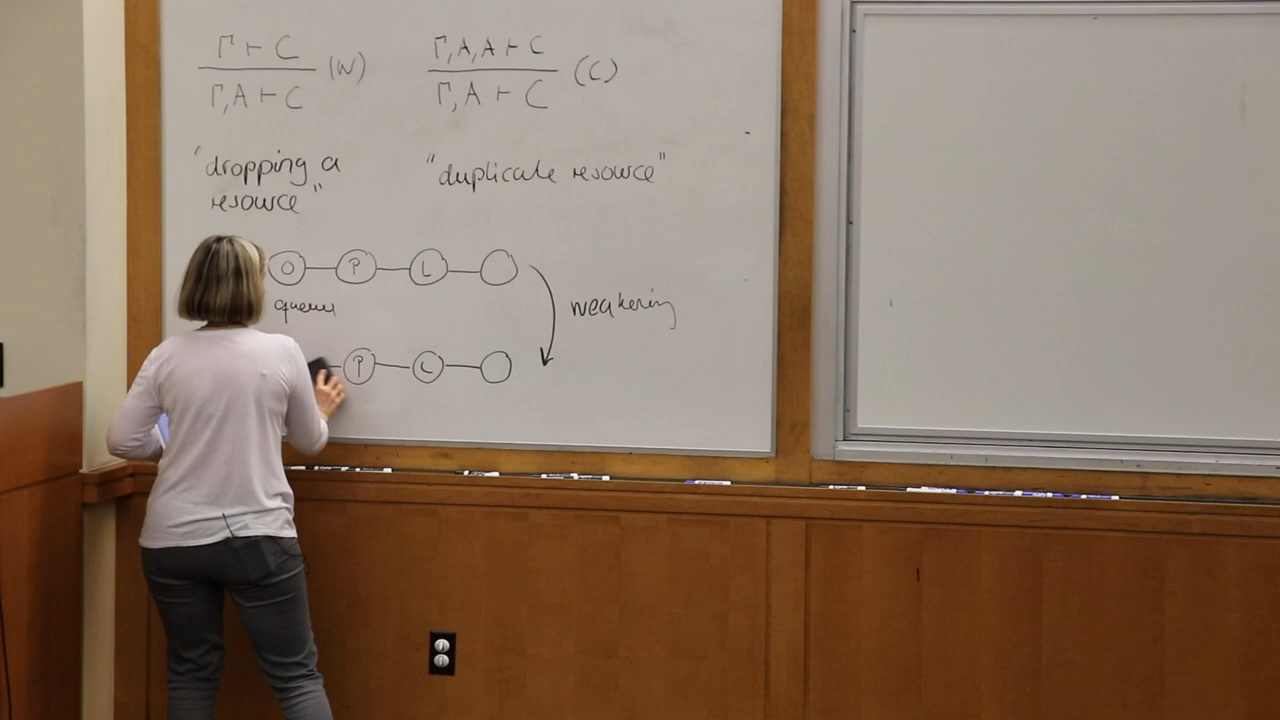 Γ ⊢ C
Γ, A ⊢ C
(W)
Γ, A, A ⊢ C
Γ, A ⊢ C
(C)
"dropping a
resource"
"duplicate resource"
O P L
queue
weakening
P L